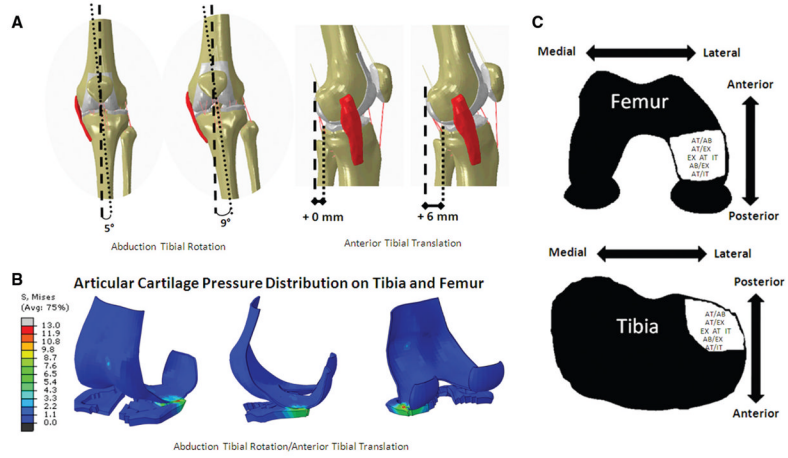 A
5°
9°
Abduction Tibial Rotation
+ 0 mm
+ 6 mm
Anterior Tibial Translation
B
Articular Cartilage Pressure Distribution on Tibia and Femur
S, Mises
(Avg: 75%)
13.0
11.9
10.8
9.8
8.7
7.6
6.5
5.4
4.3
3.3
2.2
1.1
0.0
Abduction Tibial Rotation/Anterior Tibial Translation
C
Medial
Lateral
Femur
Anterior
AT/AB
AT/EX
EX AT IT
AB/EX
AT/IT
Posterior
Medial
Lateral
Posterior
Tibia
AT/AB
AT/EX
EX AT IT
AB/EX
AT/IT
Anterior